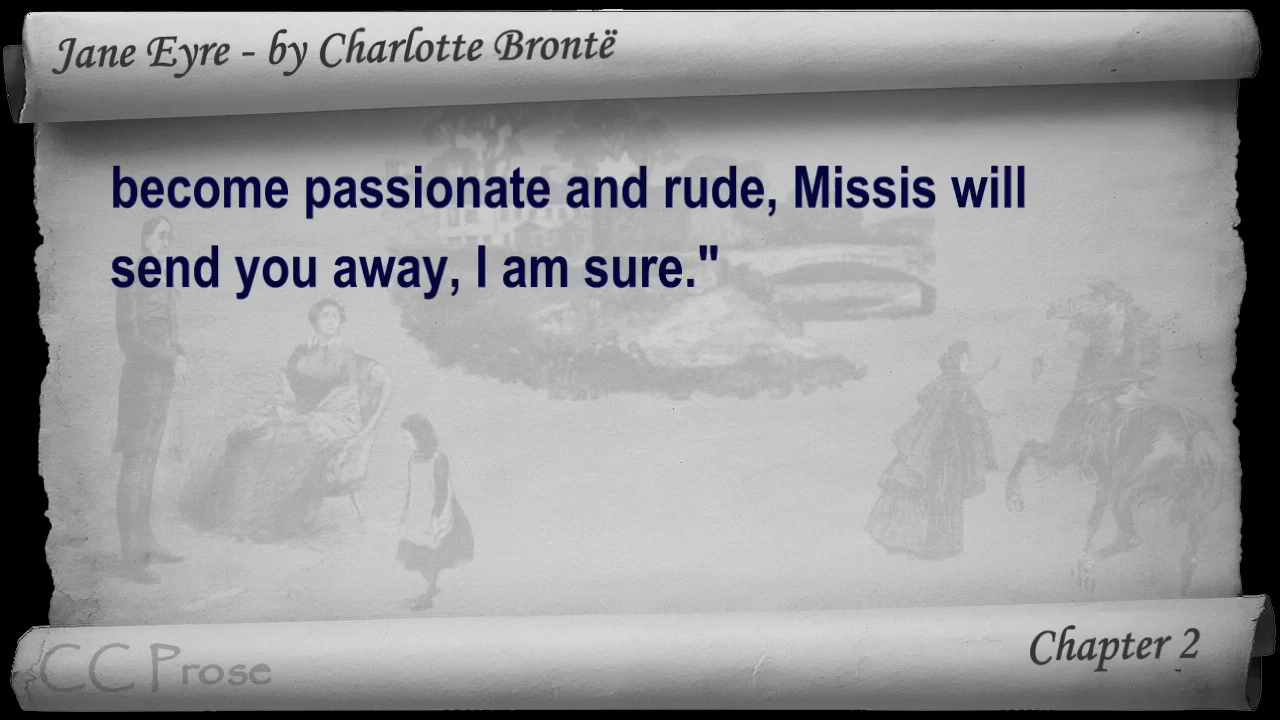 Jane Eyre - by Charlotte Brontë
become passionate and rude, Missis will
send you away, I am sure."
Chapter 2
CC Prose